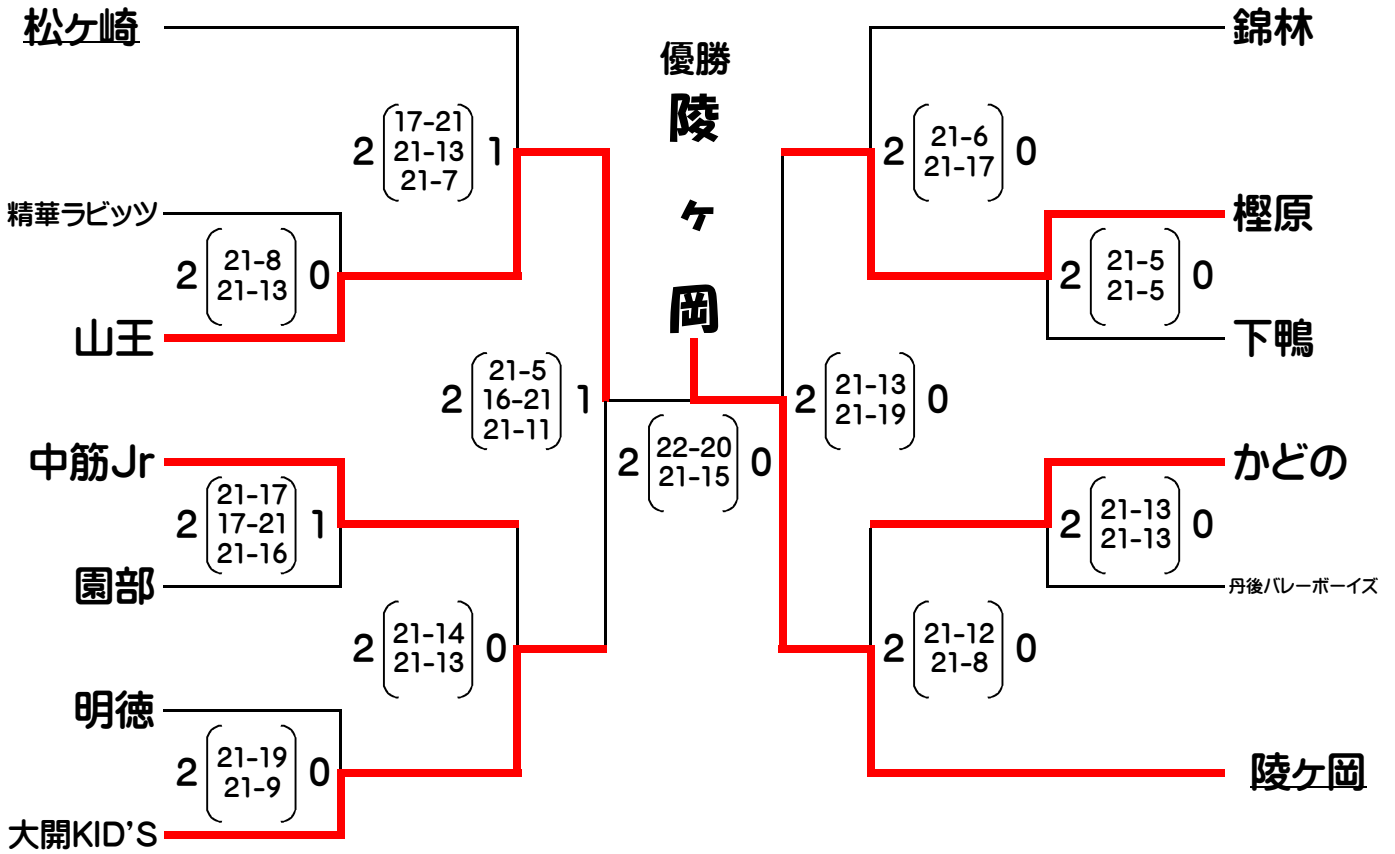 優勝
陵ヶ岡
松ヶ崎
2 17-21 1
21-13
21-7
精華ラビッツ
2 21-8 0
21-13
山王
2 21-5 1
16-21
21-11
中筋Jr
2 21-17 1
17-21
21-16
園部
2 21-14 0
21-13
明徳
2 21-19 0
21-9
大開KID'S
2 22-20 0
21-15
錦林
2 21-6 0
21-17
樫原
2 21-5 0
21-5
下鴨
2 21-13 0
21-19
かどの
2 21-13 0
21-13
丹後バレーボーイズ
2 21-12 0
21-8
陵ヶ岡